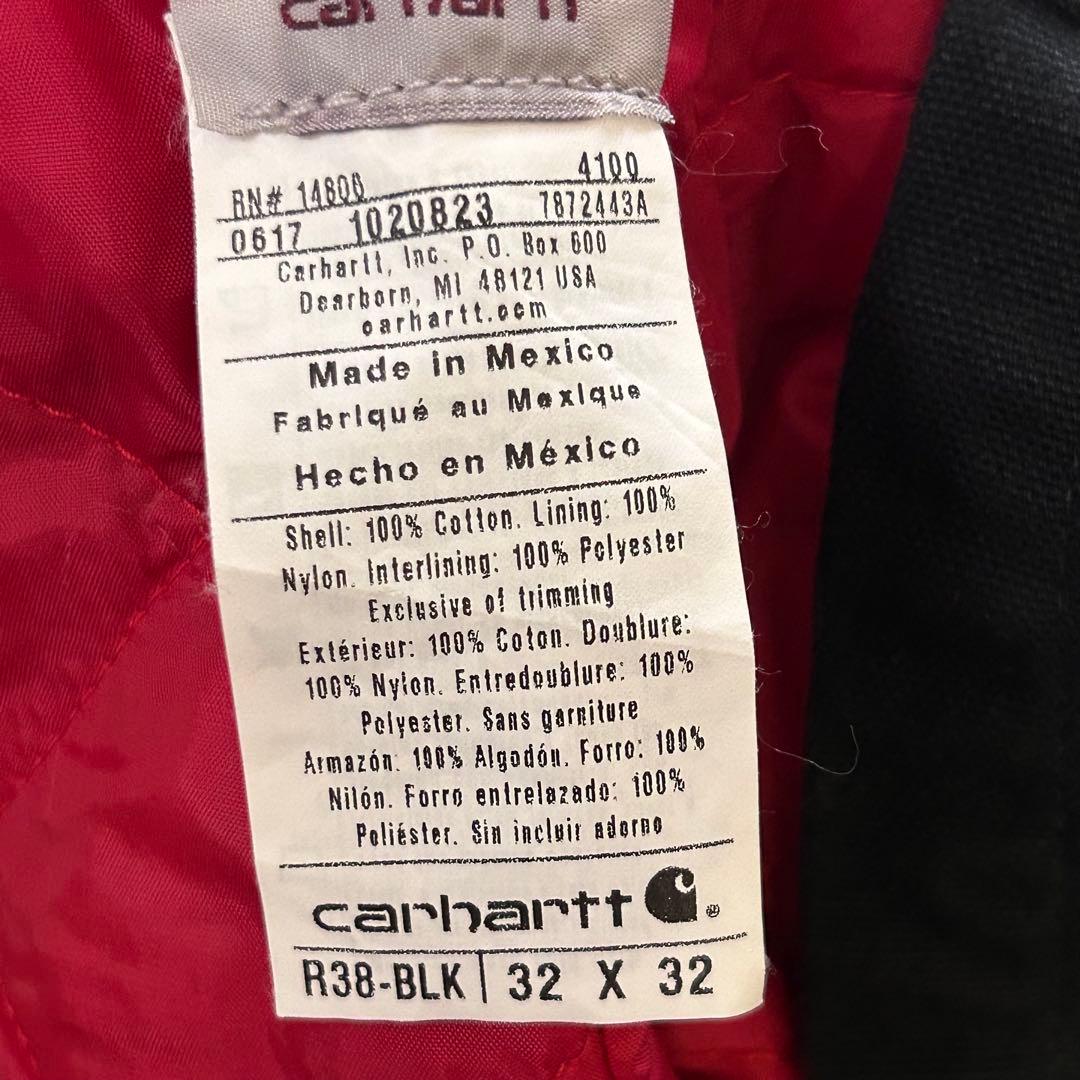 carhartt
RN# 14806 4100
0617 1020823 7872443A
Carhartt, Inc. P.O. Box 600
Dearborn, MI 48121 USA
carhartt.com
Made in Mexico
Fabriqué au Mexique
Hecho en México
Shell: 100% Cotton. Lining: 100%
Nylon. Interlining: 100% Polyester
Exclusive of trimming
Extérieur: 100% Coton. Doublure:
100% Nylon. Entredoublure: 100%
Polyester. Sans garniture
Armazón: 100% Algodón. Forro: 100%
Nilón. Forro entrelazado: 100%
Poliéster. Sin incluir adorno
carhartt
R38-BLK 32 X 32